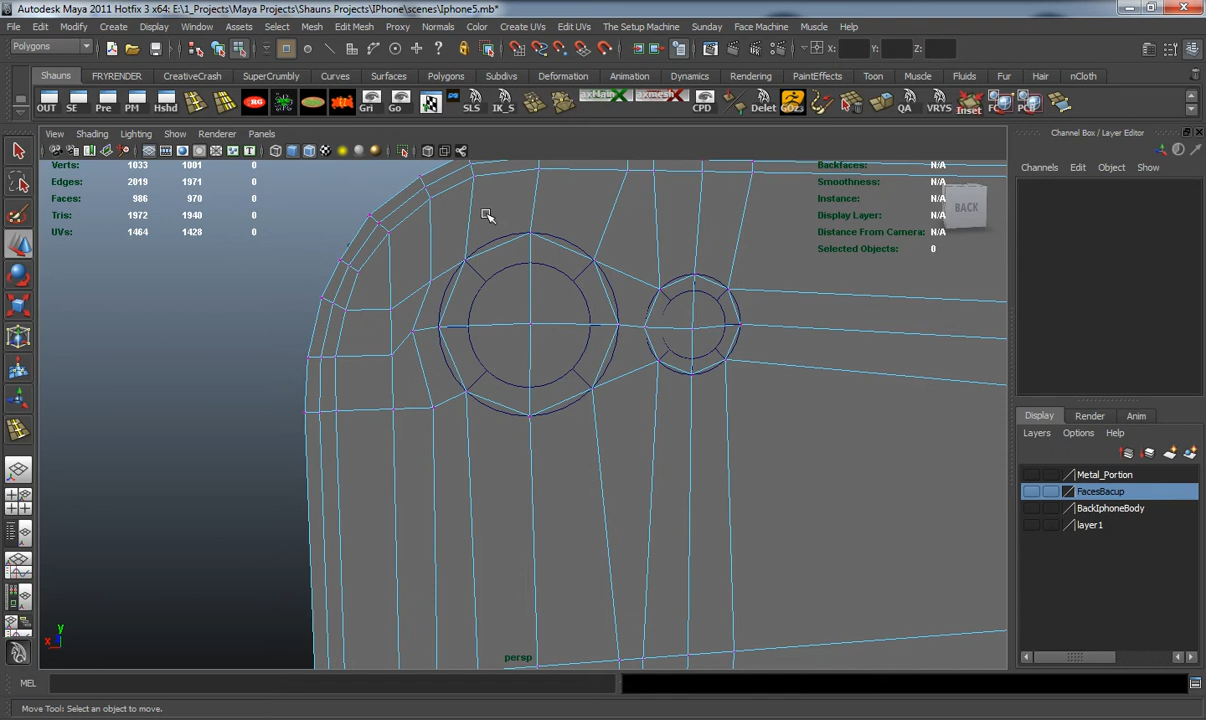 Autodesk Maya 2011 Hotfix 3 x64: E:\1_Projects\Maya Projects\Shauns Projects\IPhone\scenes\Iphone5.mb*
File Edit Modify Create Display Window Assets Select Mesh Edit Mesh Proxy Normals Color Create UVs Edit UVs The Setup Machine Sunday Face Machine Muscle Help
Polygons X: Y: Z:
Shauns FRYRENDER CreativeCrash SuperCrumbly Curves Surfaces Polygons Subdivs Deformation Animation Dynamics Rendering PaintEffects Toon Muscle Fluids Fur Hair nCloth
OUT SE Pre PM Hshd HG Gri Go SLS IK_S axMain axmesh CPD Delet GOZ QA VRYS Inset
View Shading Lighting Show Renderer Panels
Channel Box / Layer Editor
Channels Edit Object Show
Verts: 1033 1001 0
Edges: 2019 1971 0
Faces: 986 970 0
Tris: 1972 1940 0
UVs: 1464 1428 0
Backfaces: N/A
Smoothness: N/A
Instance: N/A
Display Layer: N/A
Distance From Camera: N/A
Selected Objects: 0
BACK
Display Render Anim
Layers Options Help
Metal_Portion
FacesBacup
BackIphoneBody
layer1
y
x
persp
MEL
Move Tool: Select an object to move.